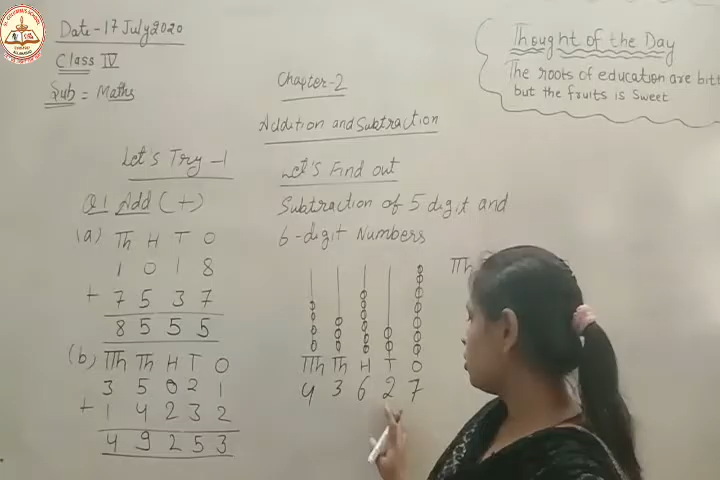 Date - 17 July 2020
Class IV
Sub = Maths
Thought of the Day
The roots of education are bitt
but the fruits is Sweet
Chapter-2
Addition and Subtraction
Let's Try -1
Q1 Add (+)
(a) Th H T O
1 0 1 8
+ 7 5 3 7
8 5 5 5
(b) TTh Th H T O
3 5 0 2 1
+ 1 4 2 3 2
4 9 2 5 3
Let's Find out
Subtraction of 5 digit and
6-digit Numbers
TTh Th H T O
4 3 6 2 7
TTh